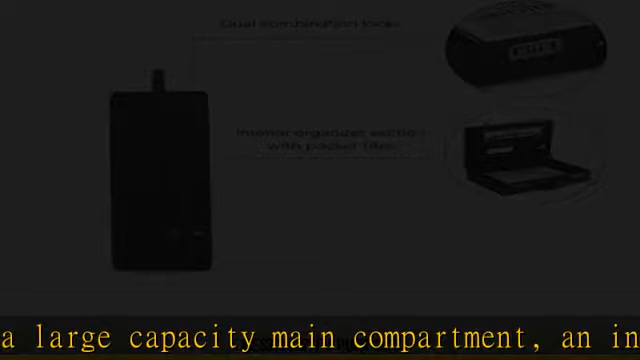 Dual combination locks
Interior organizer section
with pocket files
a large capacity main compartment, an in